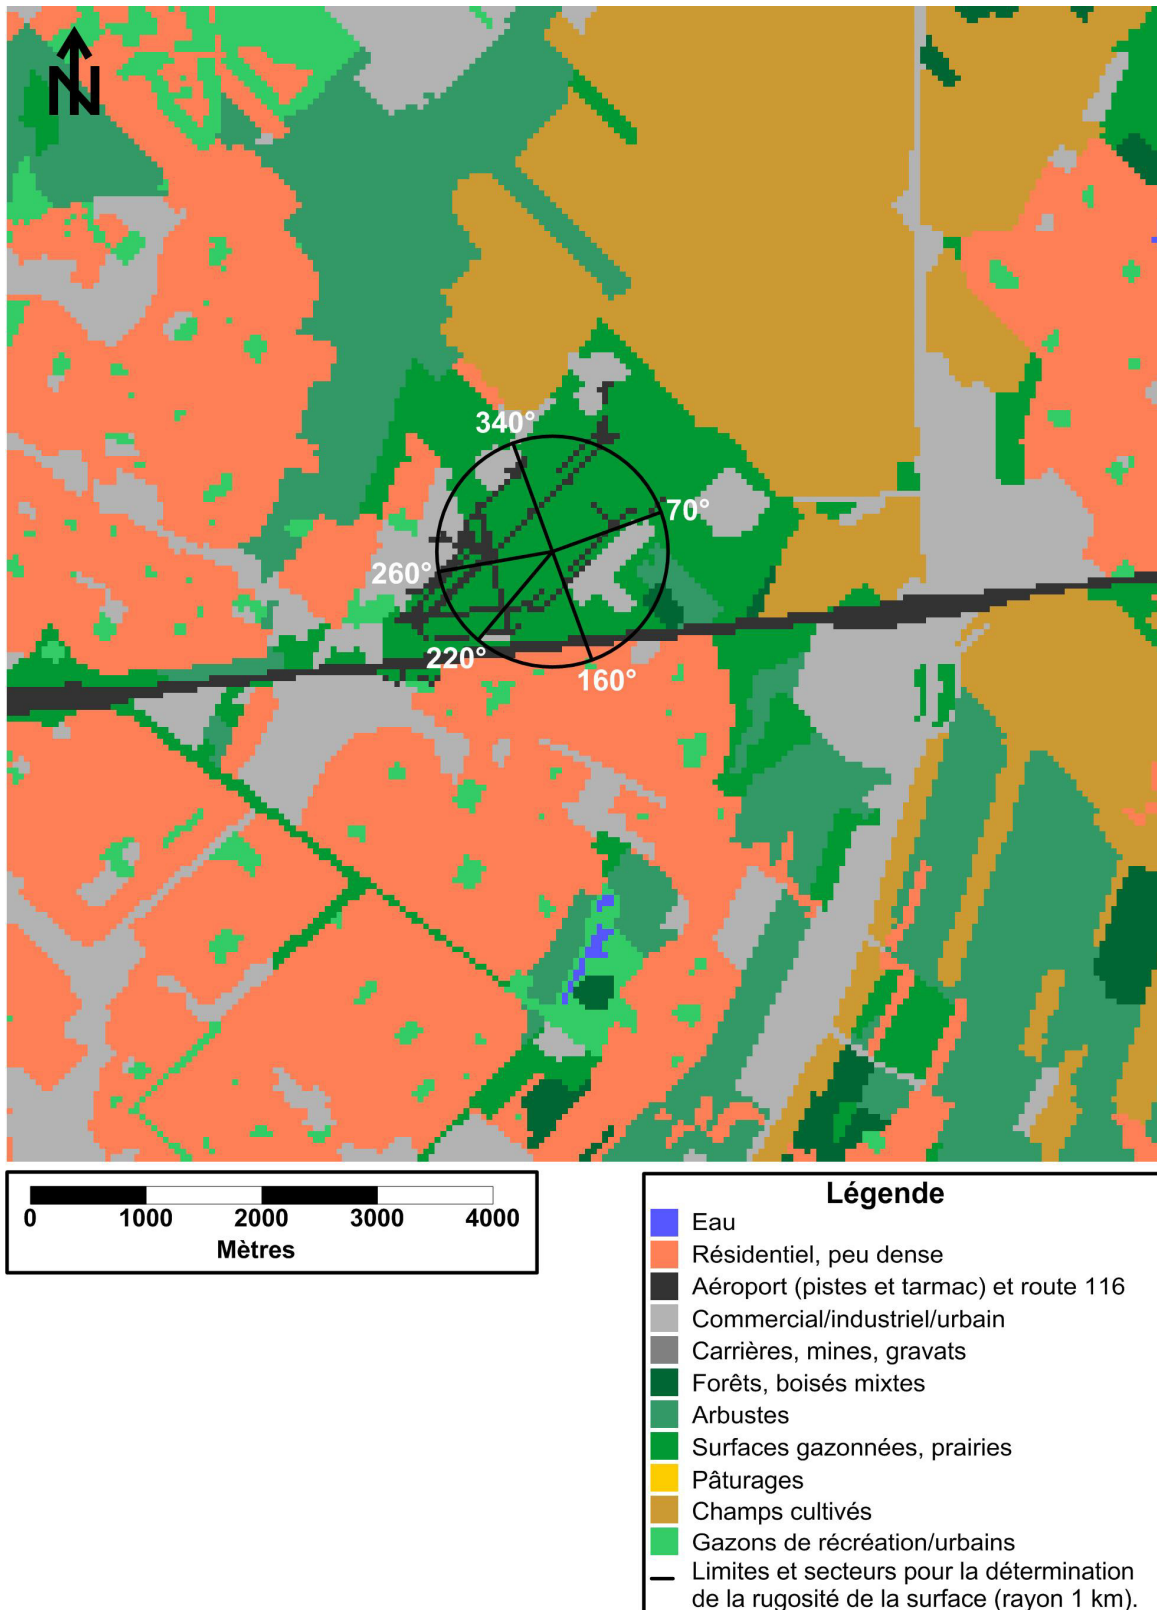 N
340°
70°
260°
220°
160°
0 1000 2000 3000 4000
Mètres
Légende
Eau
Résidentiel, peu dense
Aéroport (pistes et tarmac) et route 116
Commercial/industriel/urbain
Carrières, mines, gravats
Forêts, boisés mixtes
Arbustes
Surfaces gazonnées, prairies
Pâturages
Champs cultivés
Gazons de récréation/urbains
Limites et secteurs pour la détermination
de la rugosité de la surface (rayon 1 km).